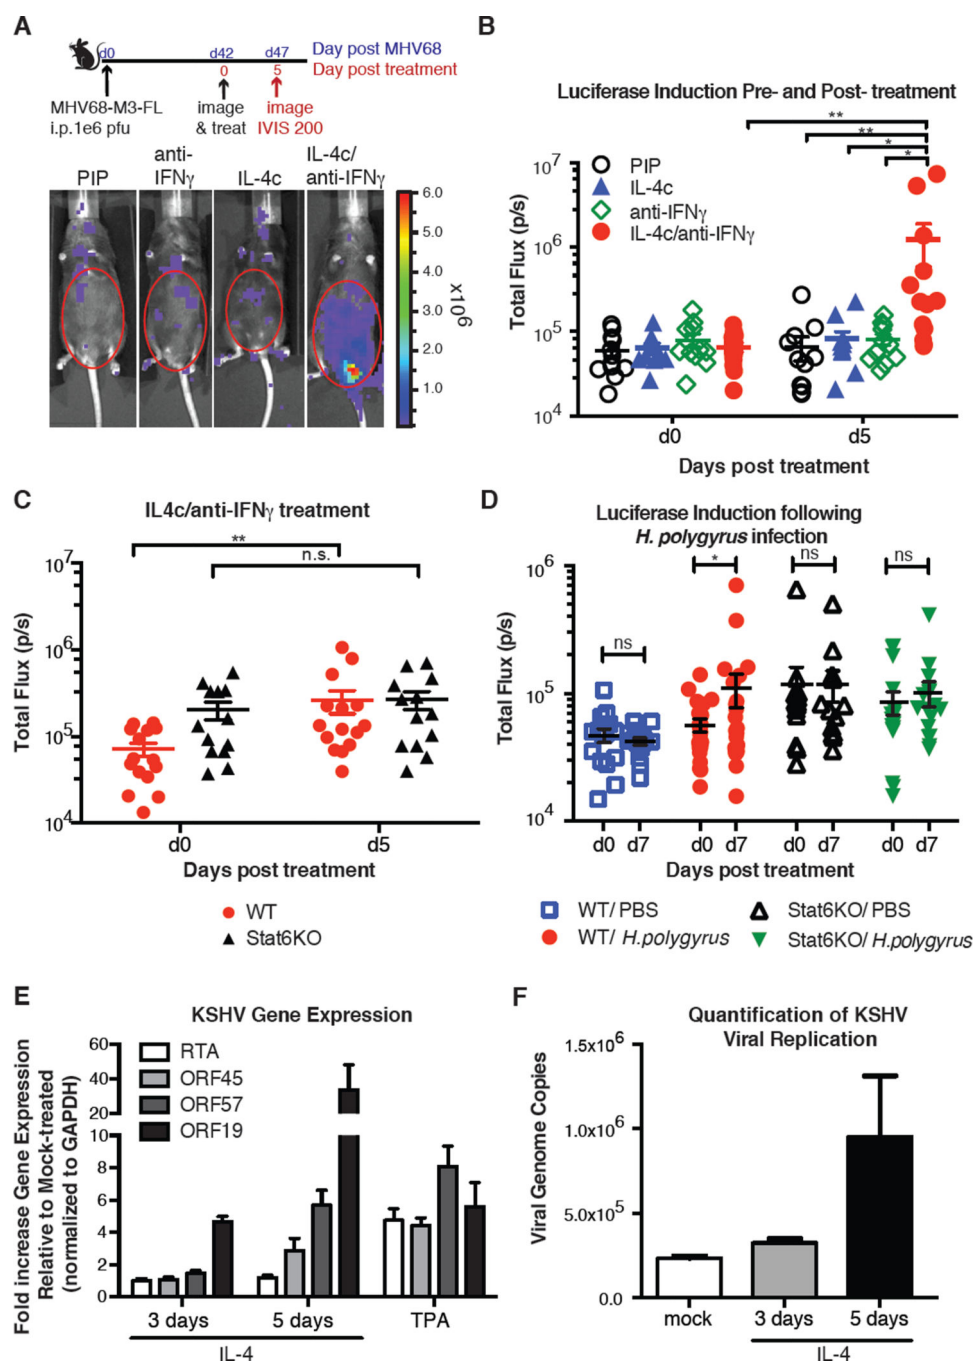 A
d0 d42 d47 Day post MHV68
0 5 Day post treatment
MHV68-M3-FL
i.p.1e6 pfu
image
& treat
image
IVIS 200
PIP
anti-
IFNγ
IL-4c
IL-4c/
anti-IFNγ
6.0
5.0
4.0
3.0
2.0
1.0
x10⁶
B
Luciferase Induction Pre- and Post- treatment
**
**
*
*
PIP
IL-4c
anti-IFNγ
IL-4c/anti-IFNγ
Total Flux (p/s)
10⁷
10⁶
10⁵
10⁴
d0 d5
Days post treatment
C
IL4c/anti-IFNγ treatment
**
n.s.
Total Flux (p/s)
10⁷
10⁶
10⁵
10⁴
d0 d5
Days post treatment
WT
Stat6KO
D
Luciferase Induction following
H. polygyrus infection
ns
*
ns
ns
Total Flux (p/s)
10⁶
10⁵
10⁴
d0 d7 d0 d7 d0 d7 d0 d7
Days post treatment
WT/ PBS
WT/ H.polygyrus
Stat6KO/ PBS
Stat6KO/ H.polygyrus
E
KSHV Gene Expression
Fold increase Gene Expression
Relative to Mock-treated
(normalized to GAPDH)
60
40
20
10
8
6
4
2
0
RTA
ORF45
ORF57
ORF19
3 days 5 days TPA
IL-4
F
Quantification of KSHV
Viral Replication
Viral Genome Copies
1.5x10⁶
1.0x10⁶
5.0x10⁵
0.0
mock 3 days 5 days
IL-4